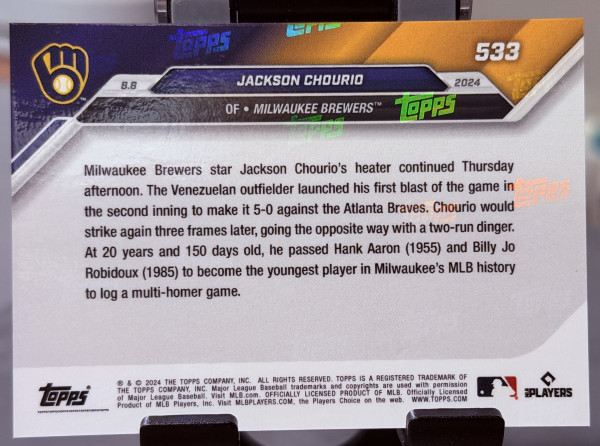 TOPPS
TOPPS
533
8.8
JACKSON CHOURIO
2024
OF • MILWAUKEE BREWERS™
TOPPS
TOPPS
Milwaukee Brewers star Jackson Chourio's heater continued Thursday
afternoon. The Venezuelan outfielder launched his first blast of the game in
the second inning to make it 5-0 against the Atlanta Braves. Chourio would
strike again three frames later, going the opposite way with a two-run dinger.
At 20 years and 150 days old, he passed Hank Aaron (1955) and Billy Jo
Robidoux (1985) to become the youngest player in Milwaukee's MLB history
to log a multi-homer game.
TOPPS
TOPPS
® & © 2024 THE TOPPS COMPANY, INC. ALL RIGHTS RESERVED. TOPPS IS A REGISTERED TRADEMARK OF
THE TOPPS COMPANY, INC. Major League Baseball trademarks and copyrights are used with permission
of Major League Baseball. Visit MLB.com. OFFICIALLY LICENSED PRODUCT OF MLB. Officially Licensed
Product of MLB Players, Inc. Visit MLBPLAYERS.COM, the Players Choice on the web. WWW.TOPPS.COM
PLAYERS